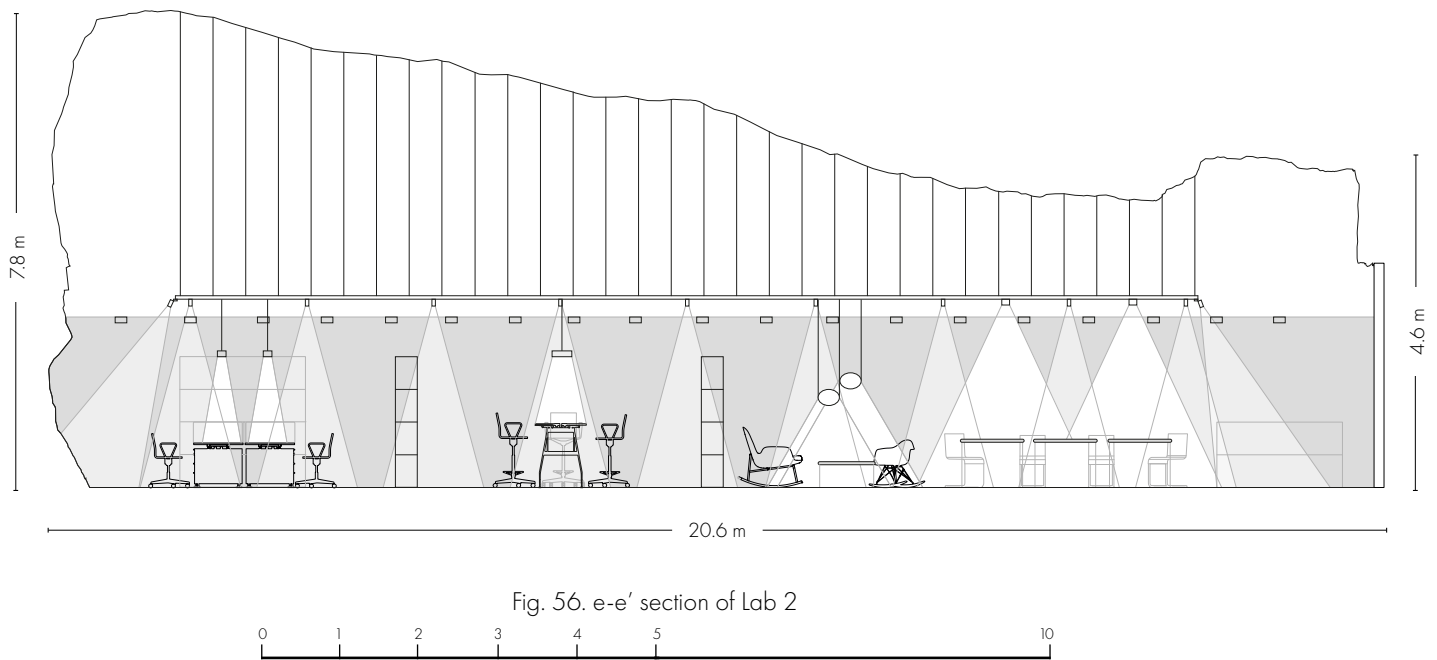 7.8 m
4.6 m
20.6 m
Fig. 56. e-e’ section of Lab 2
0 1 2 3 4 5 10